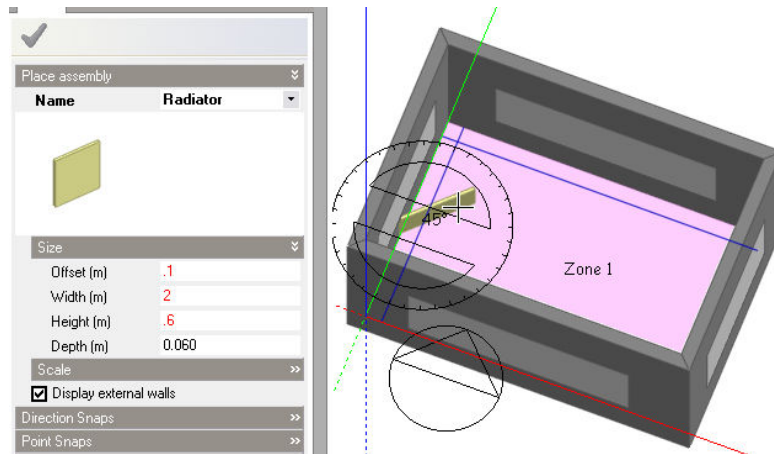 Place assembly
Name Radiator
Size
Offset (m) .1
Width (m) 2
Height (m) .6
Depth (m) 0.060
Scale
Display external walls
Direction Snaps
Point Snaps
45°
Zone 1